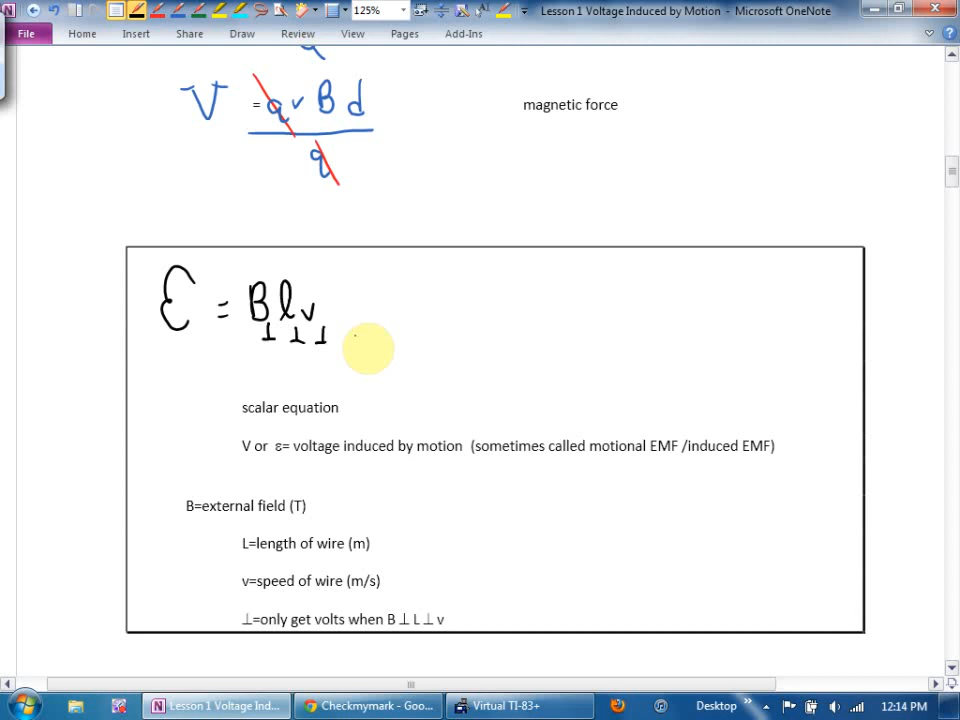 125%
Lesson 1 Voltage Induced by Motion - Microsoft OneNote
File Home Insert Share Draw Review View Pages Add-Ins
V = q v B d
q
magnetic force
ε = B l v
⊥ ⊥ ⊥
scalar equation
V or ε= voltage induced by motion (sometimes called motional EMF /induced EMF)
B=external field (T)
L=length of wire (m)
v=speed of wire (m/s)
⊥=only get volts when B ⊥ L ⊥ v
Lesson 1 Voltage Ind... Checkmymark - Goo... Virtual TI-83+ Desktop » 12:14 PM